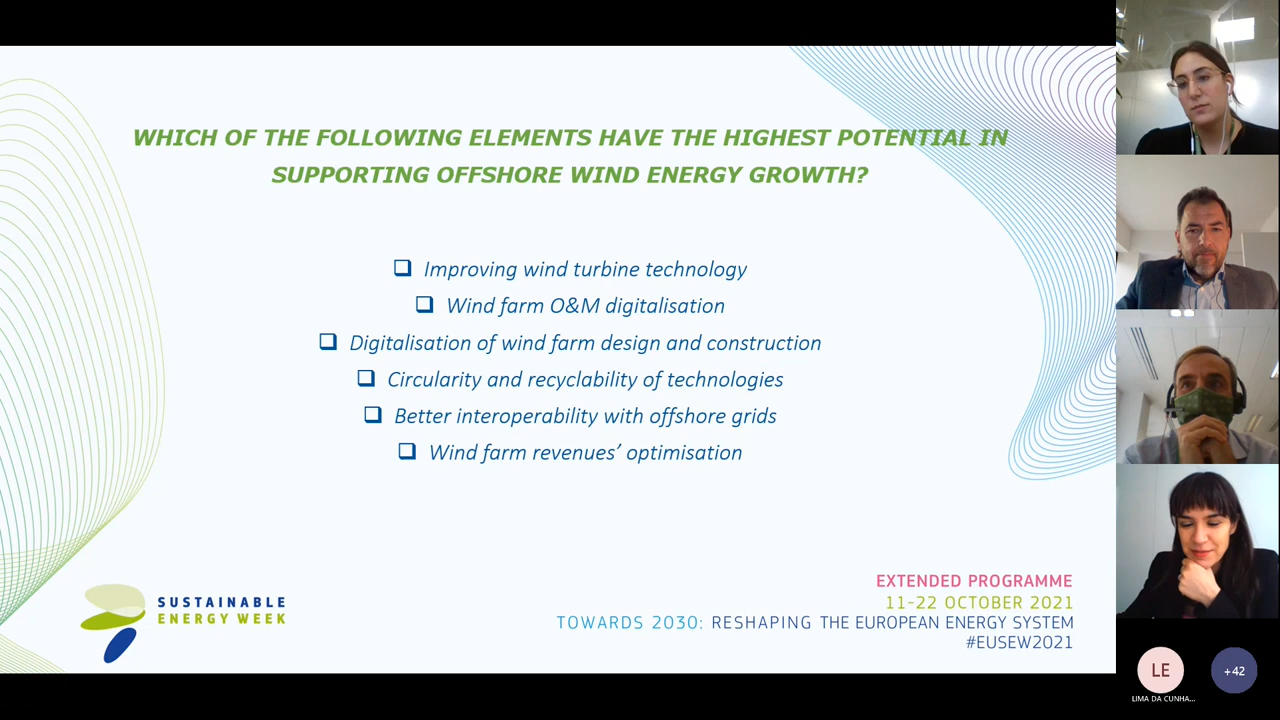 WHICH OF THE FOLLOWING ELEMENTS HAVE THE HIGHEST POTENTIAL IN
SUPPORTING OFFSHORE WIND ENERGY GROWTH?
❑ Improving wind turbine technology
❑ Wind farm O&M digitalisation
❑ Digitalisation of wind farm design and construction
❑ Circularity and recyclability of technologies
❑ Better interoperability with offshore grids
❑ Wind farm revenues’ optimisation
SUSTAINABLE
ENERGY WEEK
EXTENDED PROGRAMME
11-22 OCTOBER 2021
TOWARDS 2030: RESHAPING THE EUROPEAN ENERGY SYSTEM
#EUSEW2021
LE
LIMA DA CUNHA...
+42